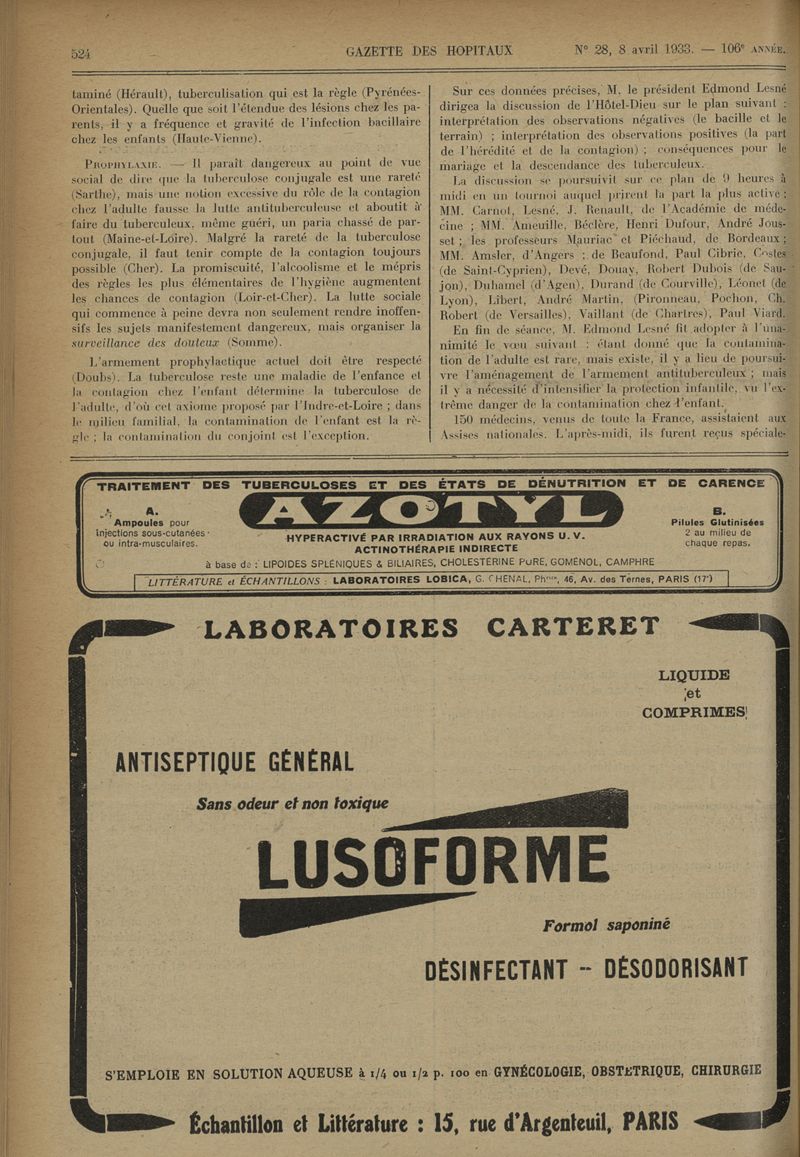 524 GAZETTE DES HOPITAUX N° 28, 8 avril 1933. — 106e ANNÉE.
taminé (Hérault), tuberculisation qui est la règle (Pyrénées-
Orientales). Quelle que soit l'étendue des lésions chez les pa-
rents, il y a fréquence et gravité de l'infection bacillaire
chez les enfants (Haute-Vienne).
PROPHYLAXIE. — Il paraît dangereux au point de vue
social de dire que la tuberculose conjugale est une rareté
(Sarthe), mais une notion excessive du rôle de la contagion
chez l'adulte fausse la lutte antituberculeuse et aboutit à
faire du tuberculeux, même guéri, un paria chassé de par-
tout (Maine-et-Loire). Malgré la rareté de la tuberculose
conjugale, il faut tenir compte de la contagion toujours
possible (Cher). La promiscuité, l'alcoolisme et le mépris
des règles les plus élémentaires de l'hygiène augmentent
les chances de contagion (Loir-et-Cher). La lutte sociale
qui commence à peine devra non seulement rendre inoffen-
sifs les sujets manifestement dangereux, mais organiser la
surveillance des douteux (Somme).
L'armement prophylactique actuel doit être respecté
(Doubs). La tuberculose reste une maladie de l'enfance et
la contagion chez l'enfant détermine la tuberculose de
l'adulte, d'où cet axiome proposé par l'Indre-et-Loire ; dans
le milieu familial, la contamination de l'enfant est la rè-
gle ; la contamination du conjoint est l'exception.
Sur ces données précises, M. le président Edmond Lesné
dirigea la discussion de l'Hôtel-Dieu sur le plan suivant :
interprétation des observations négatives (le bacille et le
terrain) ; interprétation des observations positives (la part
de l'hérédité et de la contagion) ; conséquences pour le
mariage et la descendance des tuberculeux.
La discussion se poursuivit sur ce plan de 9 heures à
midi en un tournoi auquel prirent la part la plus active :
MM. Carnot, Lesné, J. Renault, de l'Académie de méde-
cine ; MM. Ameuille, Béclère, Henri Dufour, André Jous-
set ; les professeurs Mauriac et Piéchaud, de Bordeaux ;
MM. Amsler, d'Angers ; de Beaufond, Paul Cibrie, Costes
(de Saint-Cyprien), Devé, Douay, Robert Dubois (de Sau-
jon), Duhamel (d'Agen), Durand (de Courville), Léonet (de
Lyon), Libert, André Martin, (Pironneau, Pochon, Ch.
Robert (de Versailles), Vaillant (de Chartres), Paul Viard.
En fin de séance, M. Edmond Lesné fit adopter à l'una-
nimité le vœu suivant : étant donné que la contamina-
tion de l'adulte est rare, mais existe, il y a lieu de poursui-
vre l'aménagement de l'armement antituberculeux ; mais
il y a nécessité d'intensifier la protection infantile, vu l'ex-
trême danger de la contamination chez l'enfant.
150 médecins, venus de toute la France, assistaient aux
Assises nationales. L'après-midi, ils furent reçus spéciale-
TRAITEMENT DES TUBERCULOSES ET DES ÉTATS DE DÉNUTRITION ET DE CARENCE
A.
Ampoules pour
injections sous-cutanées
ou intra-musculaires.
AZOTYL
HYPERACTIVÉ PAR IRRADIATION AUX RAYONS U.V.
ACTINOTHÉRAPIE INDIRECTE
B.
Pilules Glutinisées
2 au milieu de
chaque repas.
à base de : LIPOIDES SPLÉNIQUES & BILIAIRES, CHOLESTERINE PURE, GOMENOL, CAMPHRE
LITTÉRATURE et ÉCHANTILLONS : LABORATOIRES LOBICA, G. CHENAL, Phcien, 46, Av. des Ternes, PARIS (17e)
LABORATOIRES CARTERET
LIQUIDE
et
COMPRIMES
ANTISEPTIQUE GÉNÉRAL
Sans odeur et non toxique
LUSOFORME
Formol saponiné
DÉSINFECTANT -- DÉSODORISANT
S'EMPLOIE EN SOLUTION AQUEUSE à 1/4 ou 1/2 p. 100 en GYNÉCOLOGIE, OBSTETRIQUE, CHIRURGIE
Échantillon et Littérature : 15, rue d'Argenteuil, PARIS